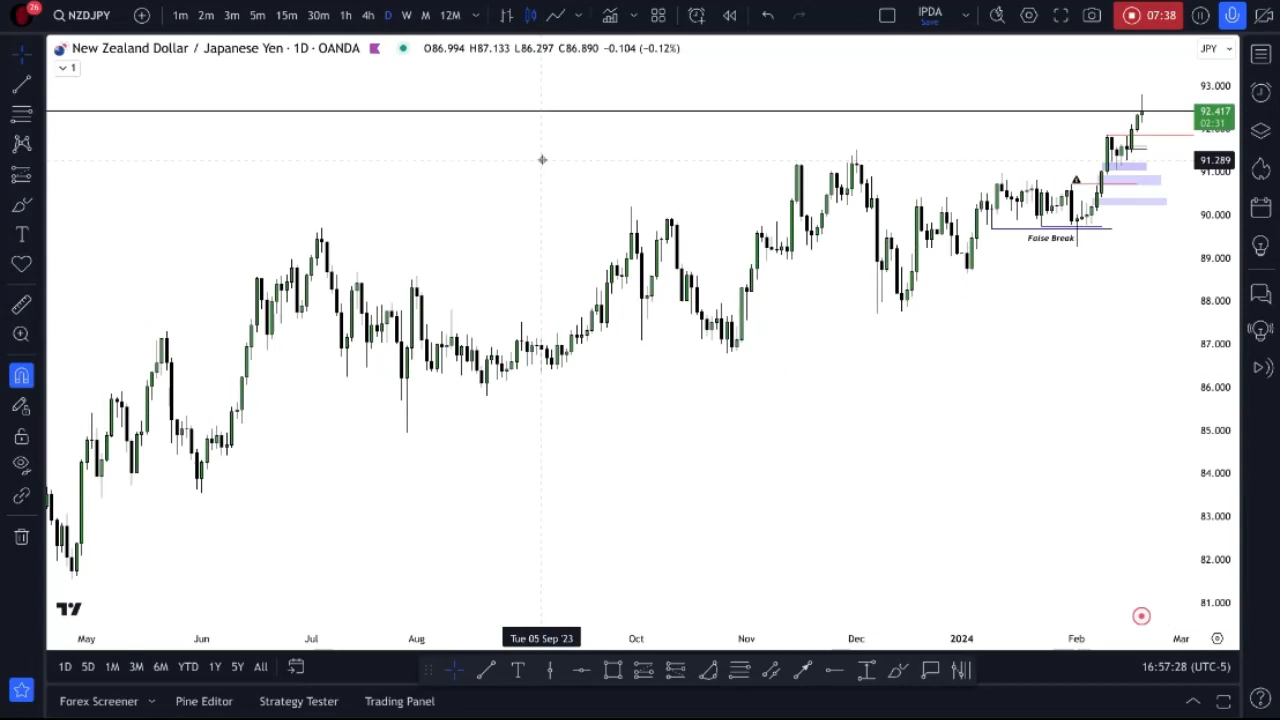 26
NZDJPY
1m 2m 3m 5m 15m 30m 1h 4h D W M 12M
IPDA
Save
07:38
New Zealand Dollar / Japanese Yen · 1D · OANDA
O86.994 H87.133 L86.297 C86.890 −0.104 (−0.12%)
JPY
1
93.000
92.417
02:31
92.000
91.289
91.000
90.000
False Break
89.000
88.000
87.000
86.000
85.000
84.000
83.000
82.000
81.000
May Jun Jul Aug Tue 05 Sep '23 Oct Nov Dec 2024 Feb Mar
1D 5D 1M 3M 6M YTD 1Y 5Y All
16:57:28 (UTC-5)
Forex Screener Pine Editor Strategy Tester Trading Panel